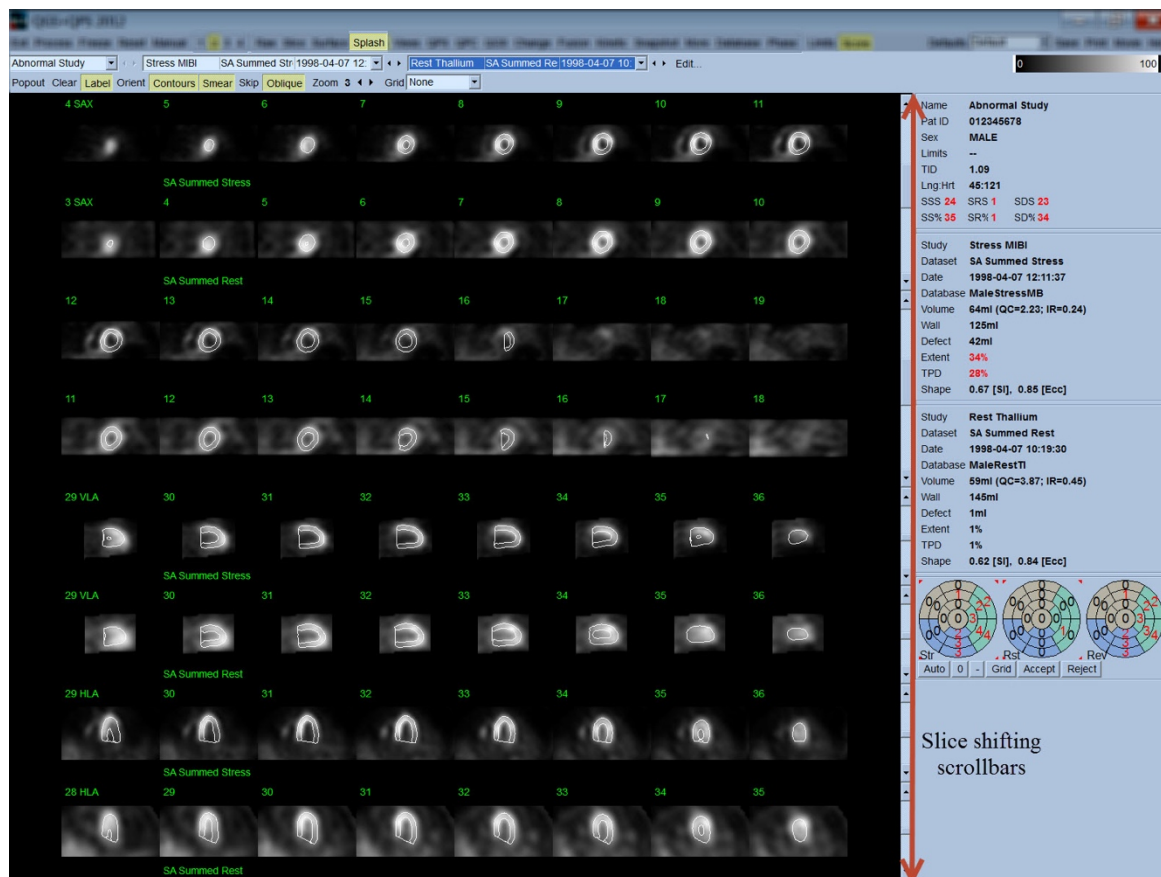 QGS+QPS 2012
Splash
Abnormal Study Stress MIBI SA Summed Str 1998-04-07 12: Rest Thallium SA Summed Re 1998-04-07 10: Edit...
0 100
Popout Clear Label Orient Contours Smear Skip Oblique Zoom 3 Grid None
4 SAX 5 6 7 8 9 10 11
SA Summed Stress
3 SAX 4 5 6 7 8 9 10
SA Summed Rest
12 13 14 15 16 17 18 19
11 12 13 14 15 16 17 18
29 VLA 30 31 32 33 34 35 36
SA Summed Stress
29 VLA 30 31 32 33 34 35 36
SA Summed Rest
29 HLA 30 31 32 33 34 35 36
SA Summed Stress
28 HLA 29 30 31 32 33 34 35
SA Summed Rest
Name Abnormal Study
Pat ID 012345678
Sex MALE
Limits --
TID 1.09
Lng:Hrt 45:121
SSS 24 SRS 1 SDS 23
SS% 35 SR% 1 SD% 34
Study Stress MIBI
Dataset SA Summed Stress
Date 1998-04-07 12:11:37
Database MaleStressMB
Volume 64ml (QC=2.23; IR=0.24)
Wall 125ml
Defect 42ml
Extent 34%
TPD 28%
Shape 0.67 [SI], 0.85 [Ecc]
Study Rest Thallium
Dataset SA Summed Rest
Date 1998-04-07 10:19:30
Database MaleRestTl
Volume 59ml (QC=3.87; IR=0.45)
Wall 145ml
Defect 1ml
Extent 1%
TPD 1%
Shape 0.62 [SI], 0.84 [Ecc]
Str Rst Rev
Auto 0 - Grid Accept Reject
Slice shifting
scrollbars